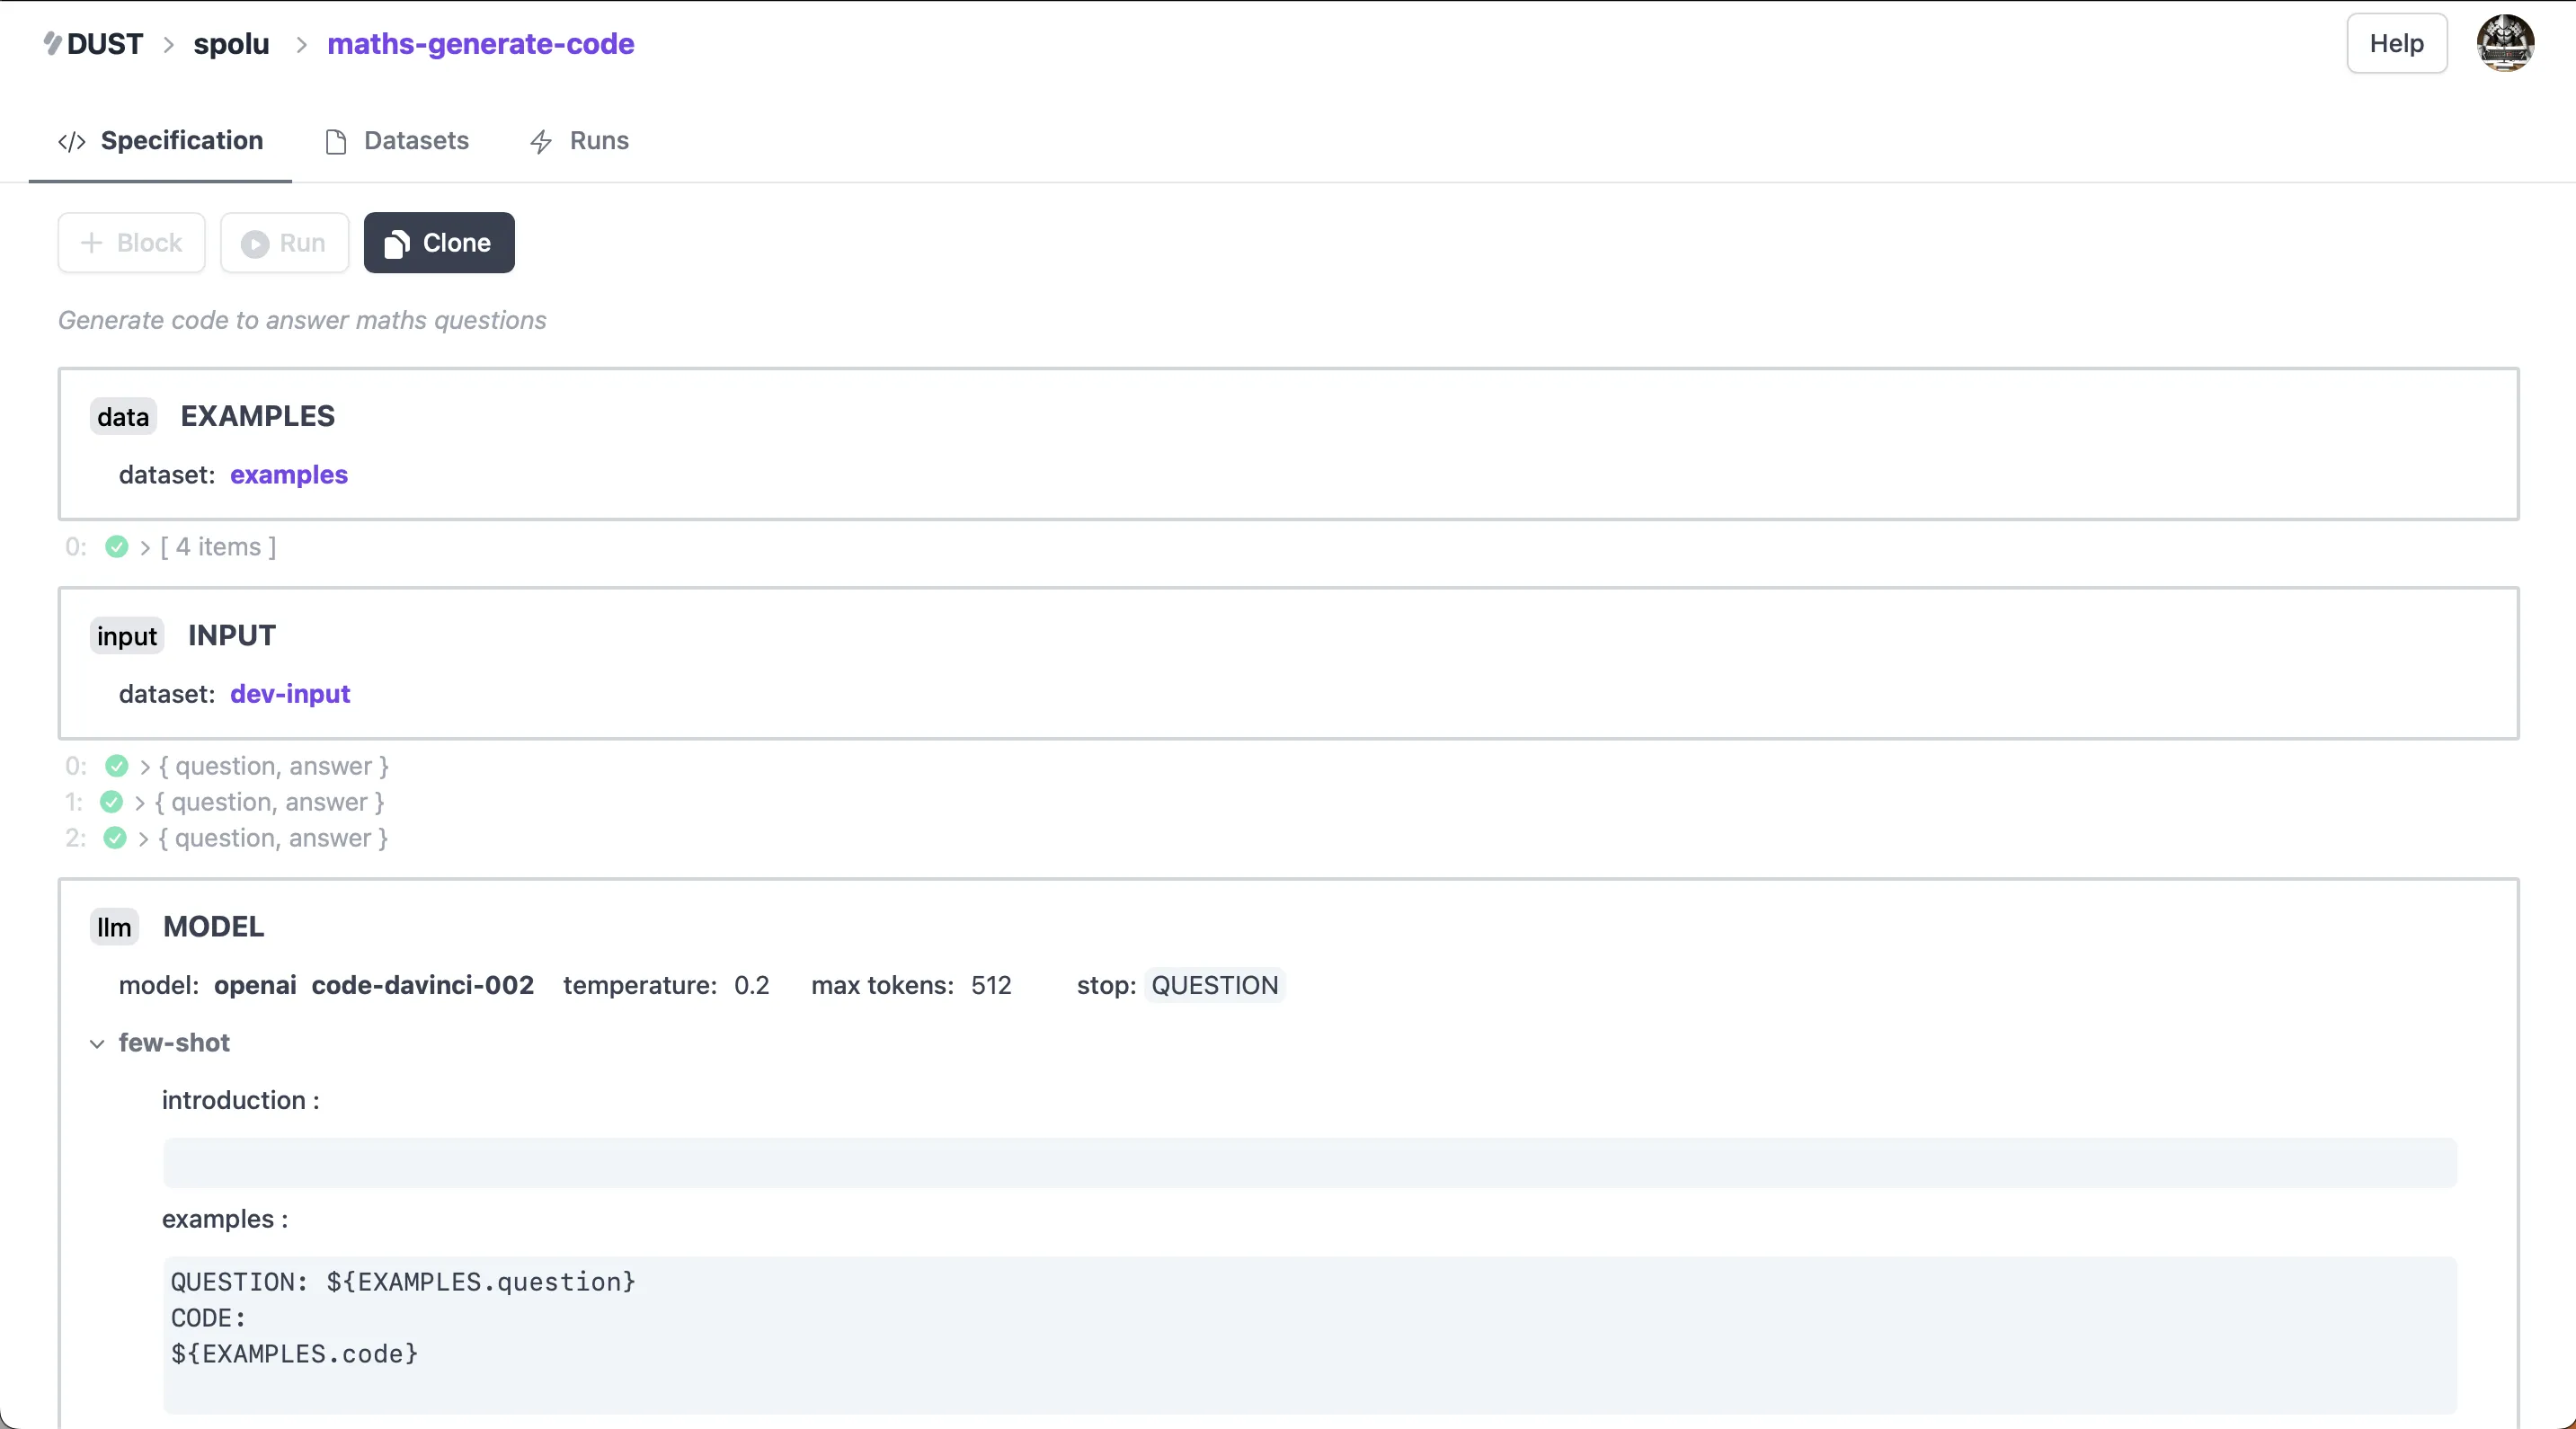 DUST > spolu > maths-generate-code Help
</> Specification Datasets Runs
+ Block Run Clone
Generate code to answer maths questions
data EXAMPLES
dataset: examples
0: > [ 4 items ]
input INPUT
dataset: dev-input
0: > { question, answer }
1: > { question, answer }
2: > { question, answer }
llm MODEL
model: openai code-davinci-002 temperature: 0.2 max tokens: 512 stop: QUESTION
few-shot
introduction :
examples :
QUESTION: ${EXAMPLES.question}
CODE:
${EXAMPLES.code}